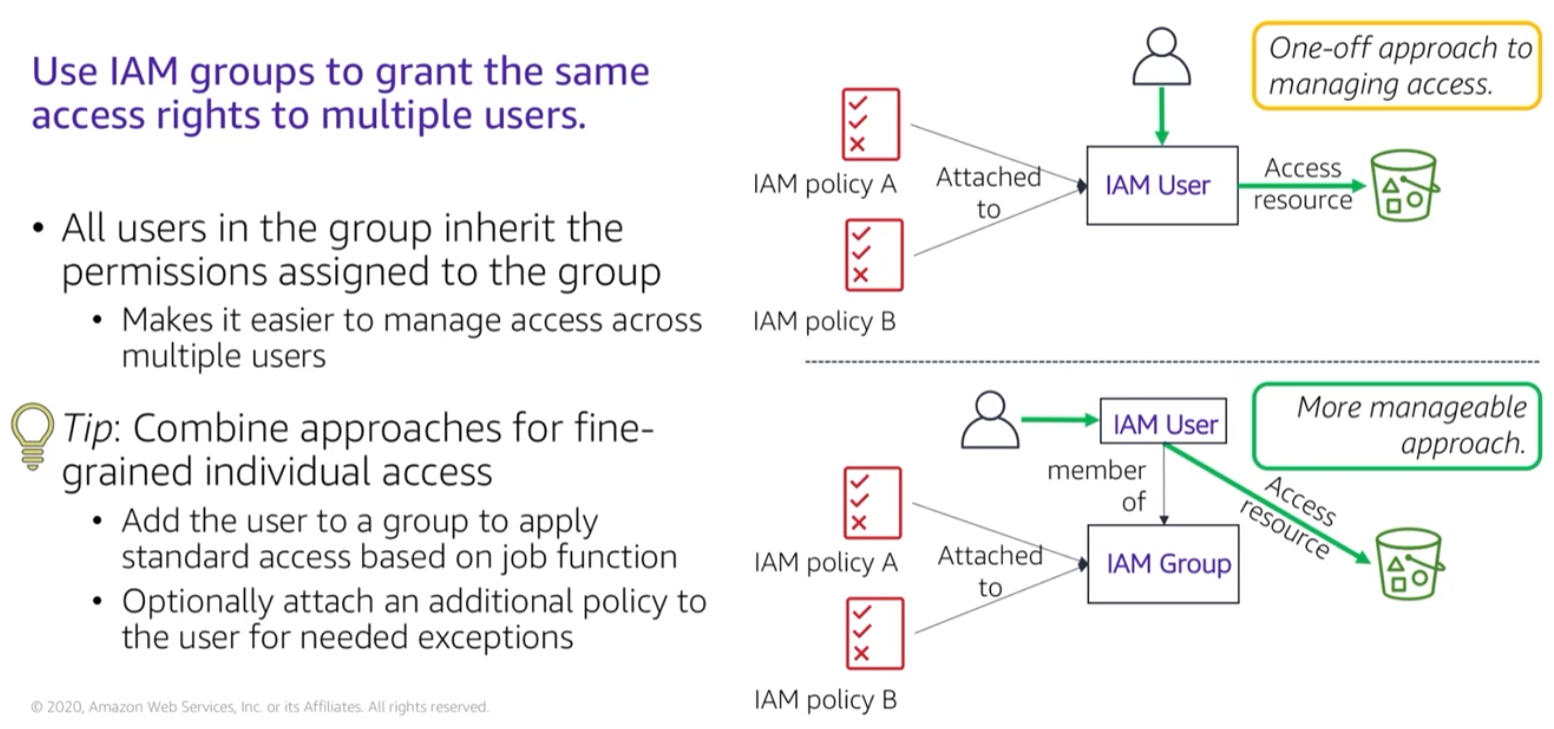 Use IAM groups to grant the same
access rights to multiple users.
• All users in the group inherit the
permissions assigned to the group
• Makes it easier to manage access across
multiple users
Tip: Combine approaches for fine-
grained individual access
• Add the user to a group to apply
standard access based on job function
• Optionally attach an additional policy to
the user for needed exceptions
© 2020, Amazon Web Services, Inc. or its Affiliates. All rights reserved.
One-off approach to
managing access.
IAM policy A
Attached
to
IAM User
Access
resource
IAM policy B
More manageable
approach.
IAM User
member
of
Access
resource
IAM policy A
Attached
to
IAM Group
IAM policy B